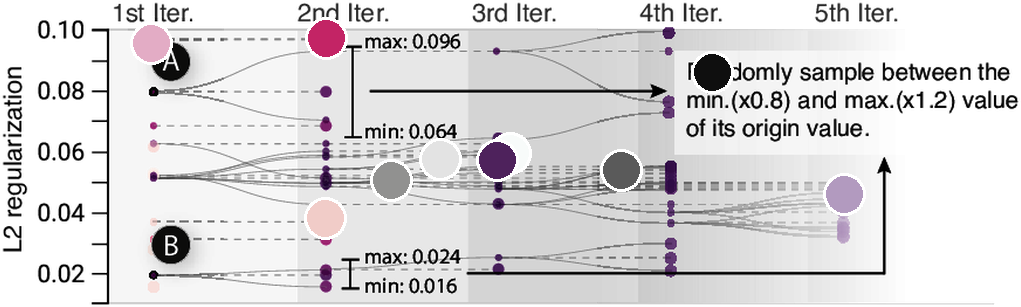 1st Iter. 2nd Iter. 3rd Iter. 4th Iter. 5th Iter.
L2 regularization
0.10
0.08
0.06
0.04
0.02
A
B
max: 0.096
min: 0.064
max: 0.024
min: 0.016
sample between the
min.(x0.8) and max.(x1.2) value
of its origin value.